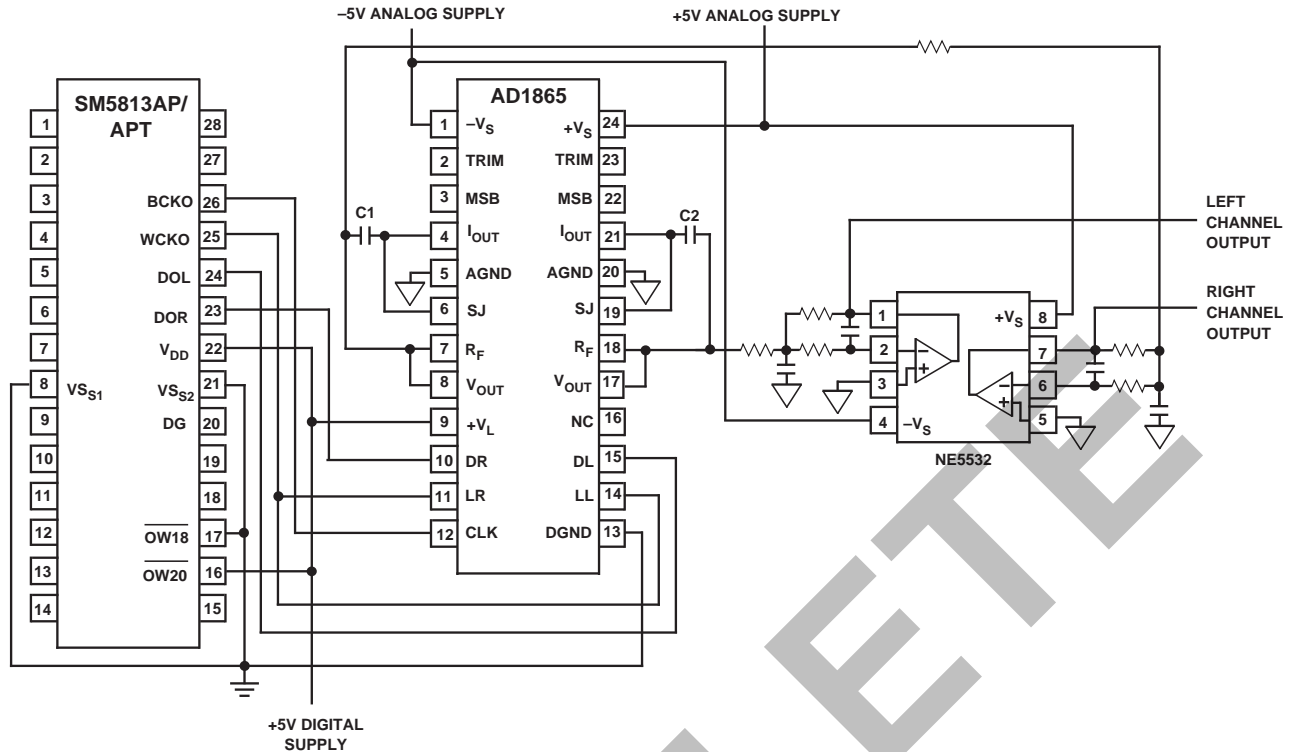 –5V ANALOG SUPPLY
+5V ANALOG SUPPLY
SM5813AP/
APT
1
2
3
4
5
6
7
8
9
10
11
12
13
14
VSS1
BCKO
WCKO
DOL
DOR
VDD
VSS2
DG
OW18
OW20
28
27
26
25
24
23
22
21
20
19
18
17
16
15
+5V DIGITAL
SUPPLY
C1
AD1865
1 –VS
2 TRIM
3 MSB
4 IOUT
5 AGND
6 SJ
7 RF
8 VOUT
9 +VL
10 DR
11 LR
12 CLK
+VS 24
TRIM 23
MSB 22
IOUT 21
AGND 20
SJ 19
RF 18
VOUT 17
NC 16
DL 15
LL 14
DGND 13
C2
1
2
3
4 –VS
+VS 8
7
6
5
NE5532
LEFT
CHANNEL
OUTPUT
RIGHT
CHANNEL
OUTPUT
ETE